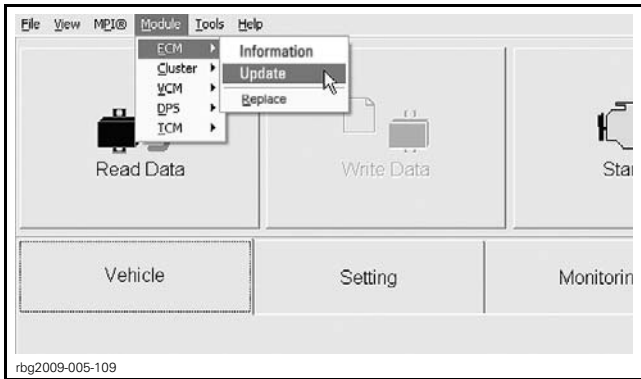 File View MPI® Module Tools Help
ECM
Cluster
VCM
DPS
TCM
Information
Update
Replace
Read Data
Write Data
Vehicle
Setting
rbg2009-005-109